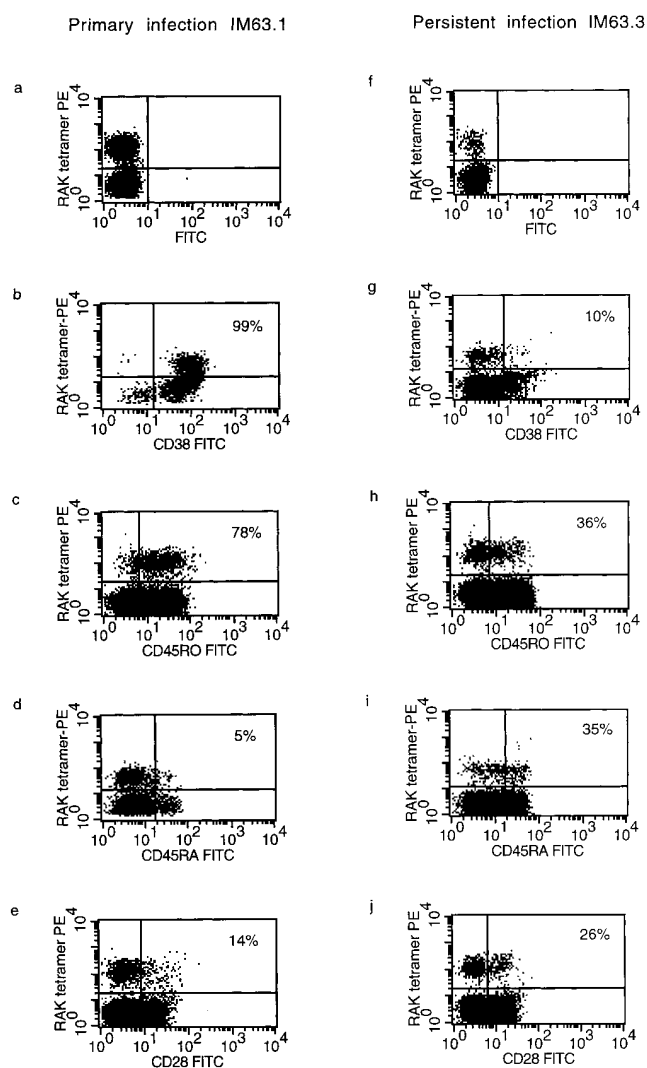 Primary infection IM63.1
Persistent infection IM63.3
a
RAK tetramer PE
10^4
10^0
10^0 10^1 10^2 10^3 10^4
FITC
f
RAK tetramer PE
10^4
10^0
10^0 10^1 10^2 10^3 10^4
FITC
b
RAK tetramer-PE
10^4
10^0
99%
10^0 10^1 10^2 10^3 10^4
CD38 FITC
g
RAK tetramer-PE
10^4
10^0
10%
10^0 10^1 10^2 10^3 10^4
CD38 FITC
c
RAK tetramer PE
10^4
10^0
78%
10^0 10^1 10^2 10^3 10^4
CD45RO FITC
h
RAK tetramer PE
10^4
10^0
36%
10^0 10^1 10^2 10^3 10^4
CD45RO FITC
d
RAK tetramer-PE
10^4
10^0
5%
10^0 10^1 10^2 10^3 10^4
CD45RA FITC
i
RAK tetramer-PE
10^4
10^0
35%
10^0 10^1 10^2 10^3 10^4
CD45RA FITC
e
RAK tetramer PE
10^4
10^0
14%
10^0 10^1 10^2 10^3 10^4
CD28 FITC
j
RAK tetramer PE
10^4
10^0
26%
10^0 10^1 10^2 10^3 10^4
CD28 FITC